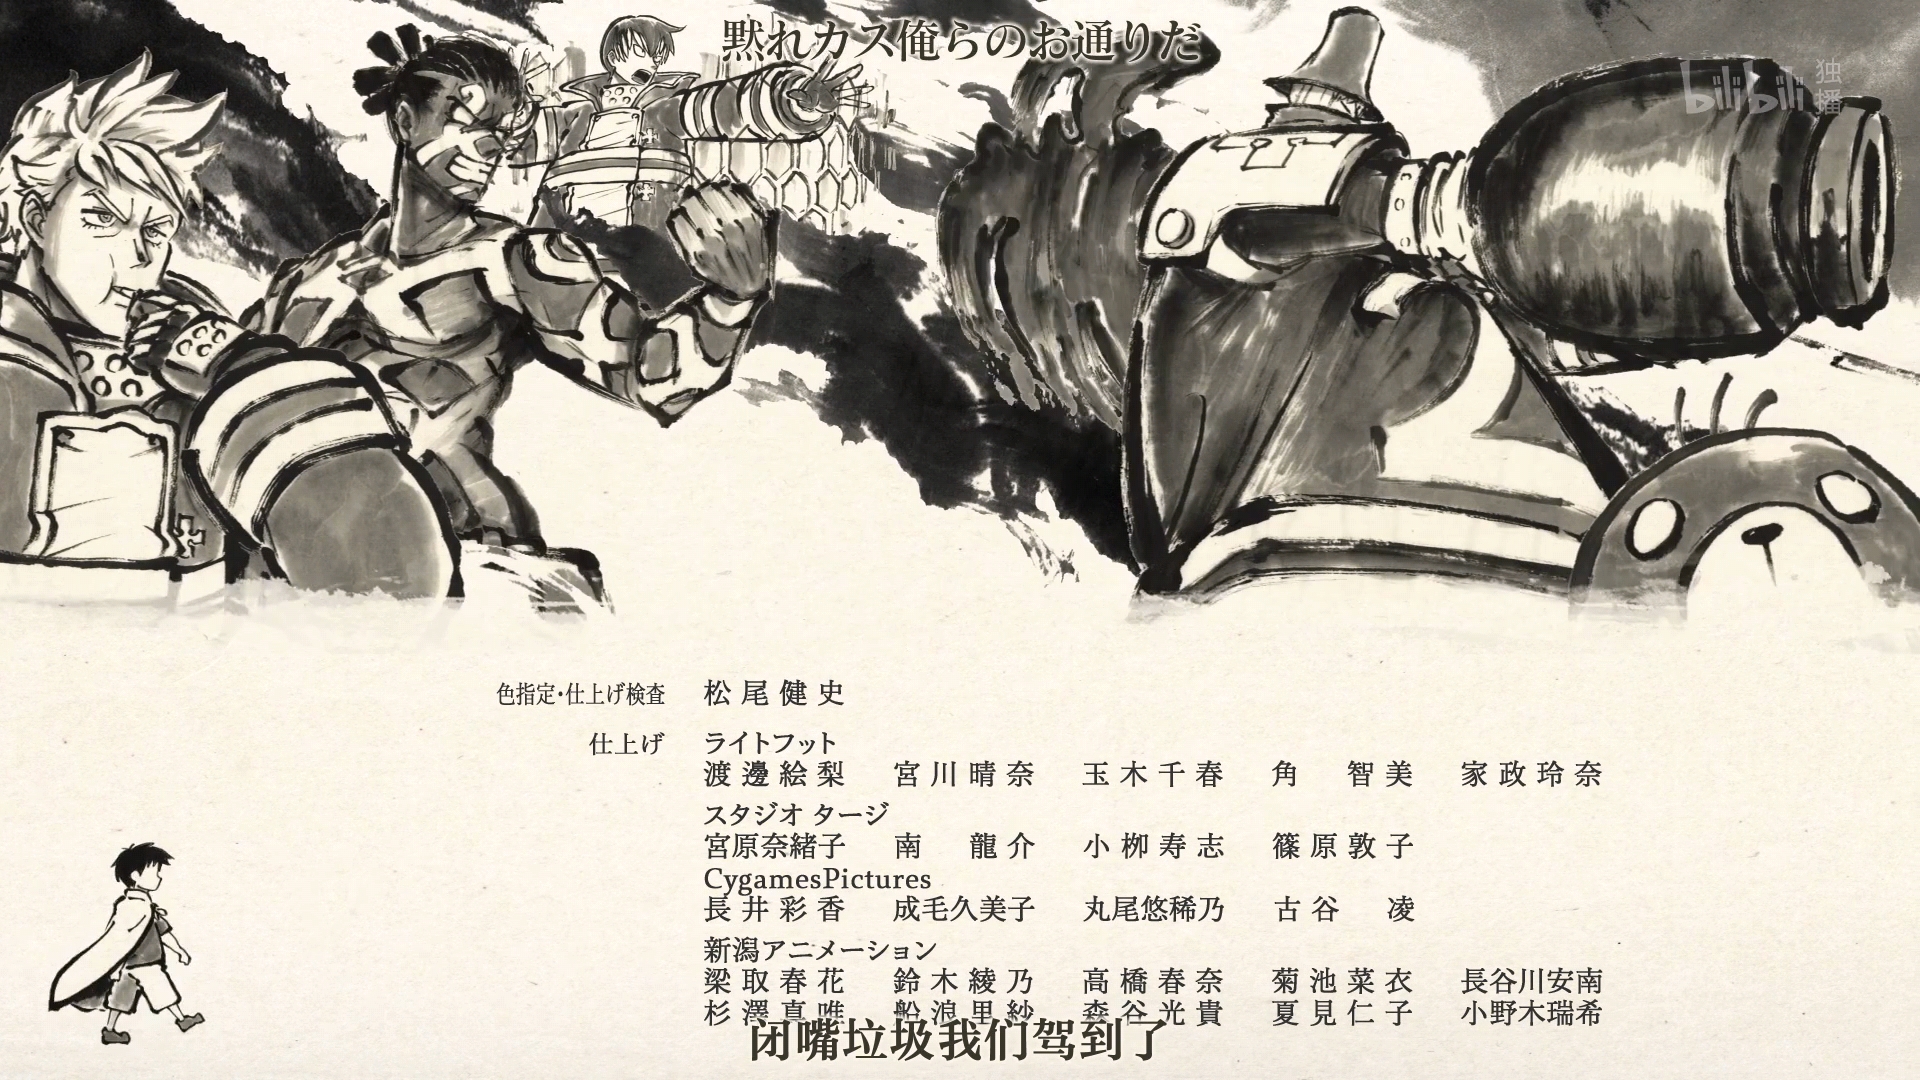 黙れカス俺らのお通りだ
bilibili 独播
色指定・仕上げ検査 松尾健史
仕上げ ライトフット
渡邊絵梨 宮川晴奈 玉木千春 角智美 家政玲奈
スタジオ タージ
宮原奈緒子 南龍介 小栁寿志 篠原敦子
CygamesPictures
長井彩香 成毛久美子 丸尾悠稀乃 古谷凌
新潟アニメーション
梁取春花 鈴木綾乃 高橋春奈 菊池菜衣 長谷川安南
杉澤真唯 船浪里紗 森谷光貴 夏見仁子 小野木瑞希
闭嘴垃圾我们驾到了